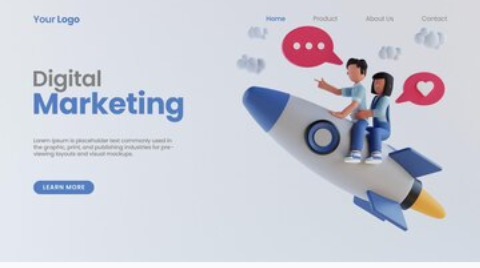 Your Logo
Home Product About Us Contact
Digital
Marketing
Lorem ipsum is placeholder text commonly used in
the graphic, print, and publishing industries for pre-
viewing layouts and visual mockups.
LEARN MORE